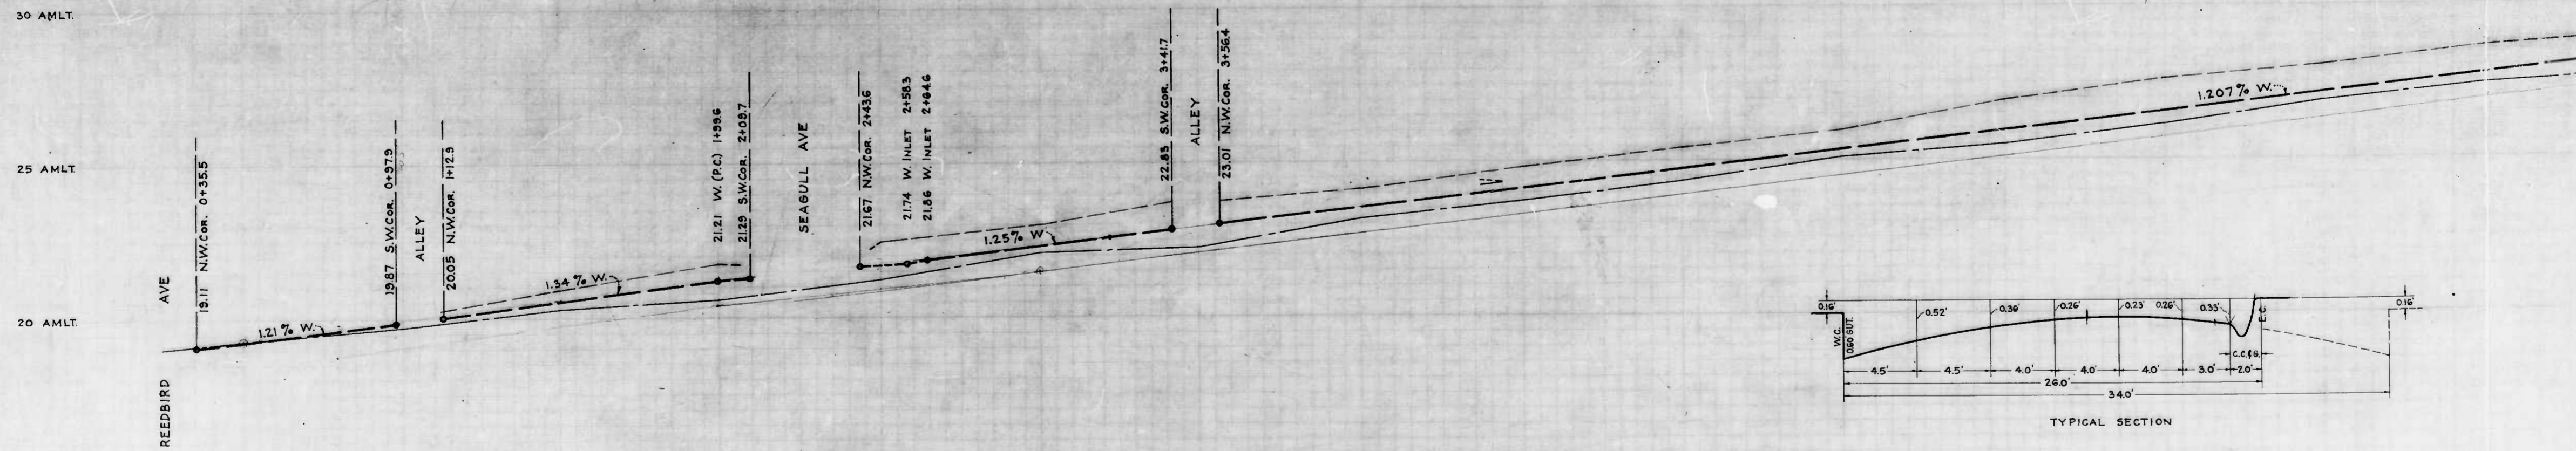 30 AMLT.
25 AMLT.
20 AMLT.
REEDBIRD AVE
19.11 N.W.COR. 0+35.5
1.21% W.
19.87 S.W.COR. 0+97.9
ALLEY
20.05 N.W.COR. 1+12.9
1.34% W.
21.21 W. (P.C.) 1+99.6
21.29 S.W.COR. 2+09.7
SEAGULL AVE
21.67 N.W.COR. 2+43.6
21.74 W. INLET 2+58.3
21.86 W. INLET 2+64.6
1.25% W
22.83 S.W.COR. 3+41.7
ALLEY
23.01 N.W.COR. 3+56.4
1.207% W.
0.16'
W.C.
0.60 GUT.
0.52'
0.36'
0.26'
0.23'
0.26'
0.33'
E.C.
0.16'
C.C.&G.
4.5' 4.5' 4.0' 4.0' 4.0' 3.0' 2.0'
26.0'
34.0'
TYPICAL SECTION